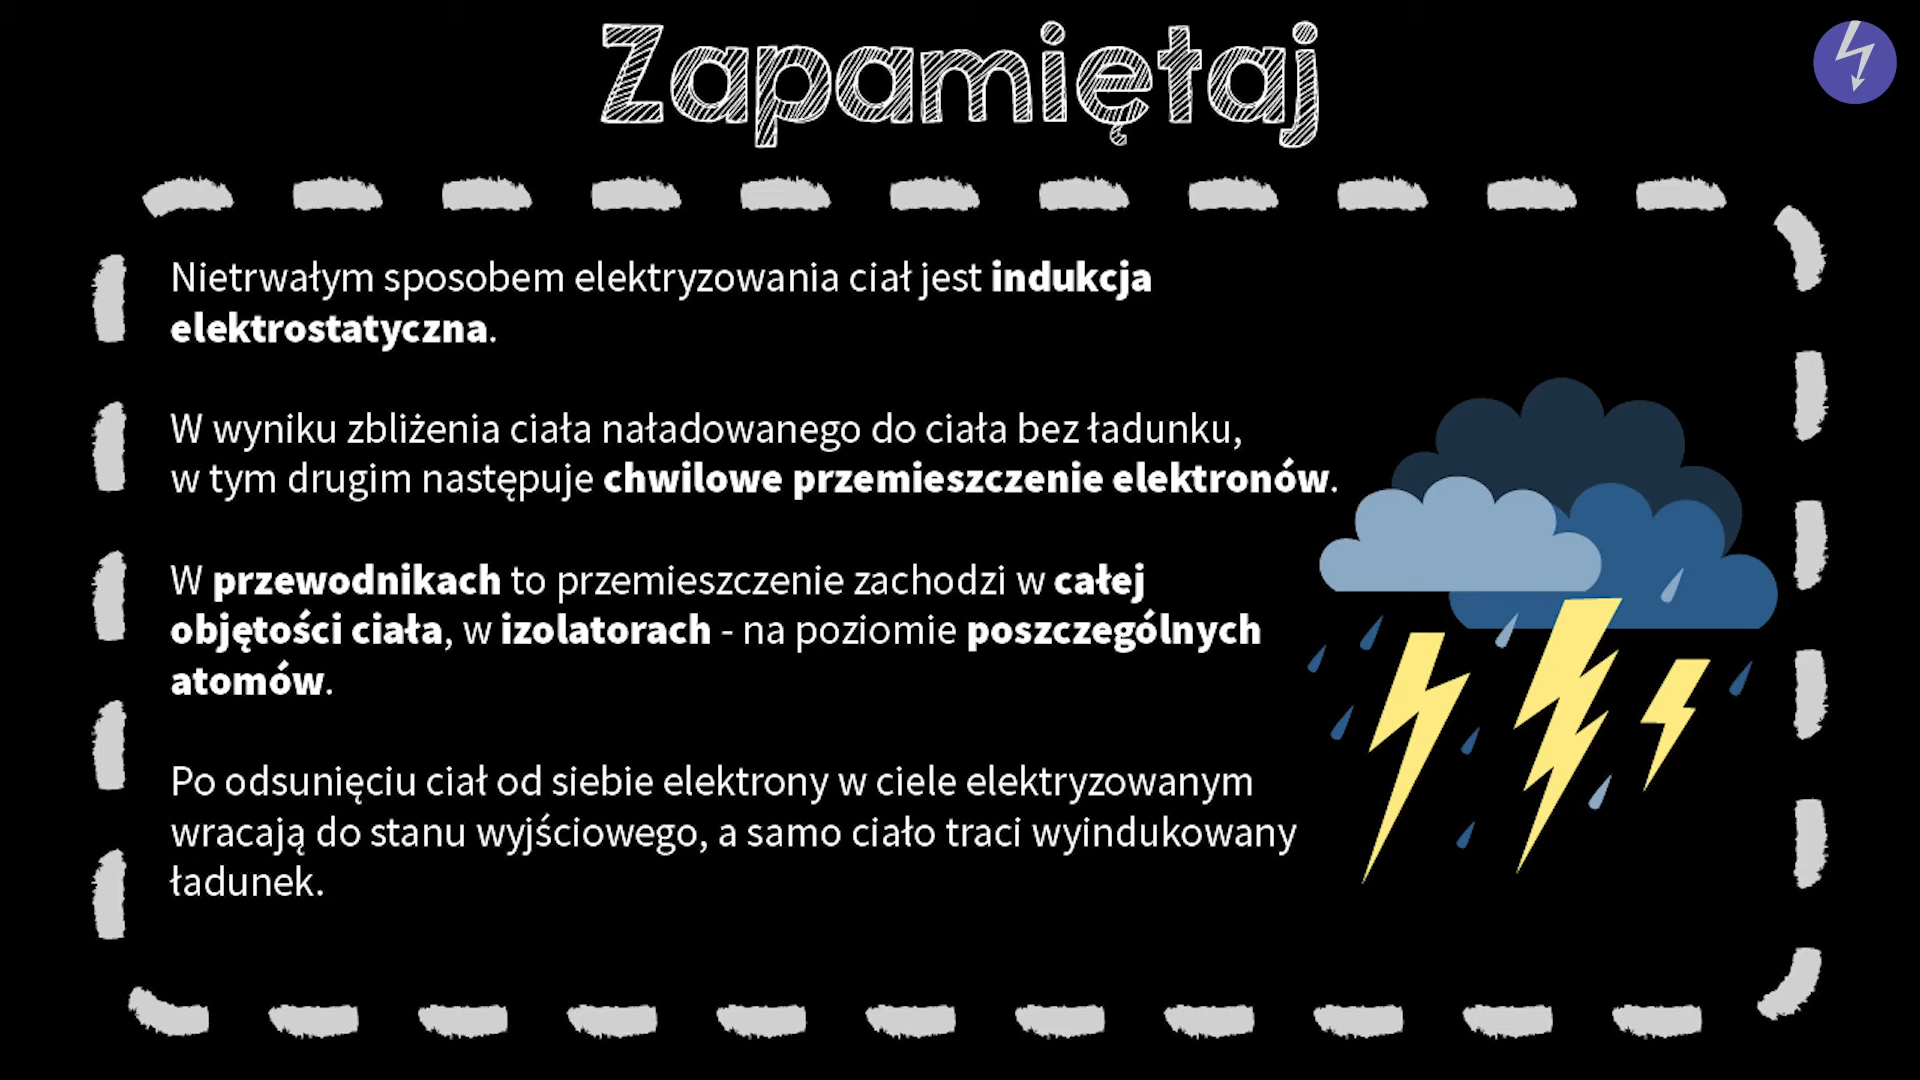 Zapamiętaj
Nietrwałym sposobem elektryzowania ciał jest indukcja
elektrostatyczna.
W wyniku zbliżenia ciała naładowanego do ciała bez ładunku,
w tym drugim następuje chwilowe przemieszczenie elektronów.
W przewodnikach to przemieszczenie zachodzi w całej
objętości ciała, w izolatorach - na poziomie poszczególnych
atomów.
Po odsunięciu ciał od siebie elektrony w ciele elektryzowanym
wracają do stanu wyjściowego, a samo ciało traci wyindukowany
ładunek.